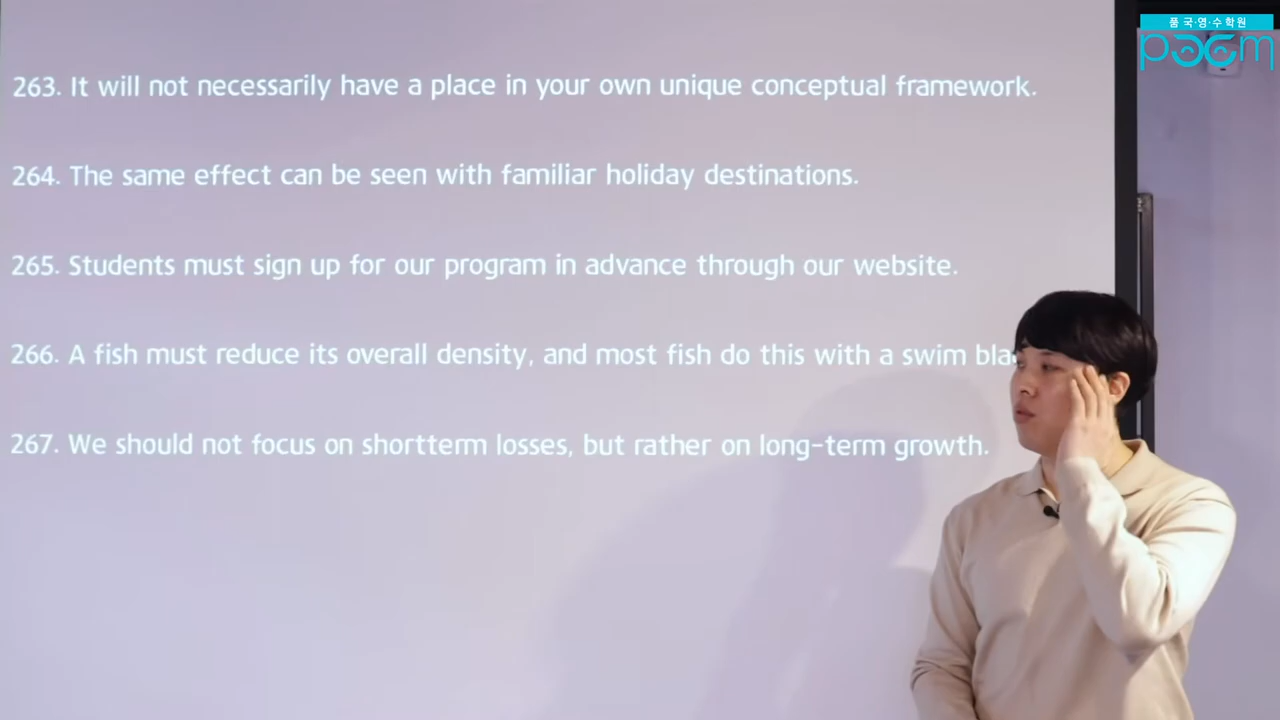 품 국·영·수 학원
poem
263. It will not necessarily have a place in your own unique conceptual framework.
264. The same effect can be seen with familiar holiday destinations.
265. Students must sign up for our program in advance through our website.
266. A fish must reduce its overall density, and most fish do this with a swim
267. We should not focus on shortterm losses, but rather on long-term growth.